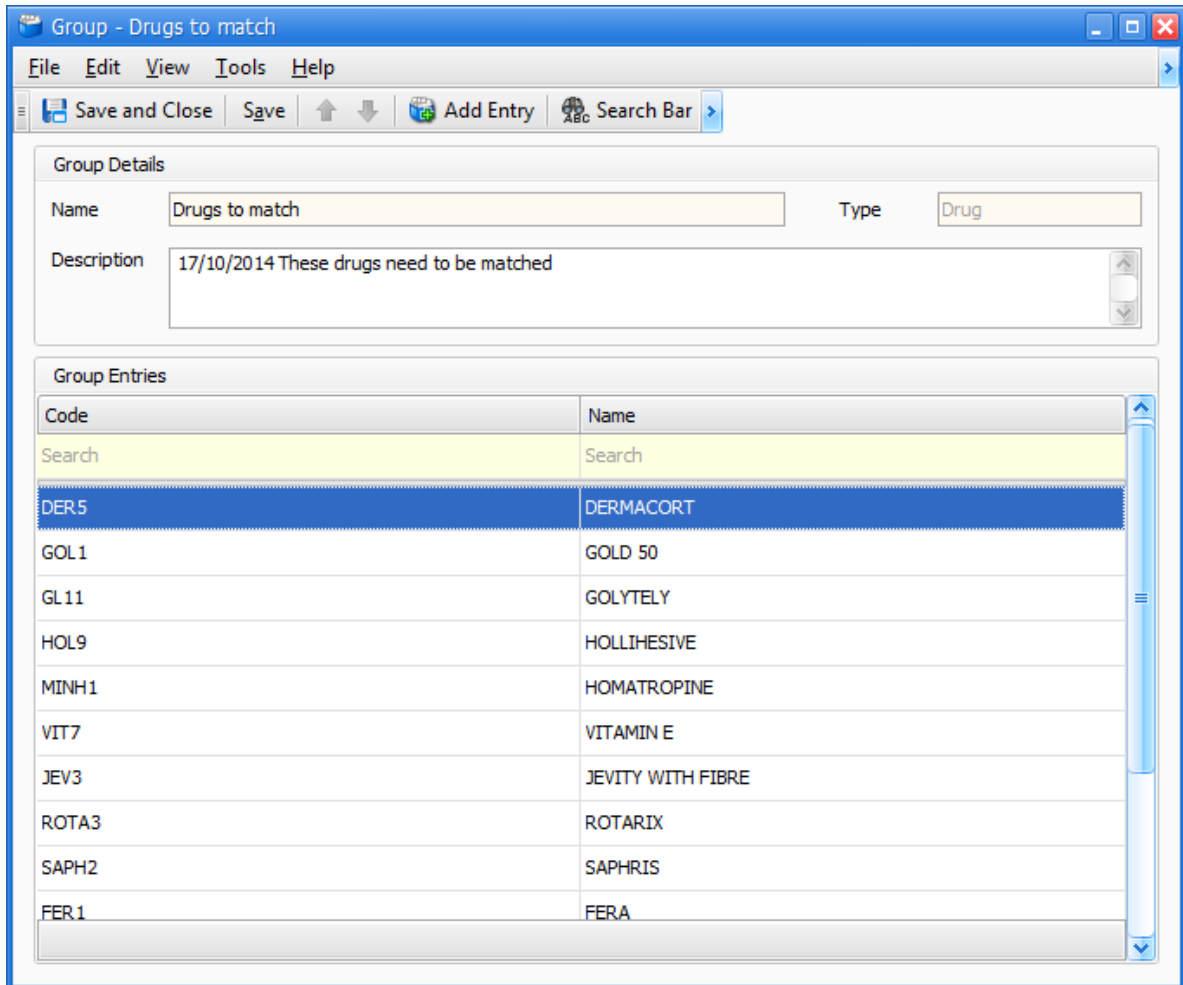 Group - Drugs to match
File Edit View Tools Help
Save and Close Save Add Entry ABC Search Bar
Group Details
Name Drugs to match Type Drug
Description 17/10/2014 These drugs need to be matched
Group Entries
Code Name
Search Search
DER5 DERMACORT
GOL1 GOLD 50
GL11 GOLYTELY
HOL9 HOLLIHESIVE
MINH1 HOMATROPINE
VIT7 VITAMIN E
JEV3 JEVITY WITH FIBRE
ROTA3 ROTARIX
SAPH2 SAPHRIS
FER1 FERA